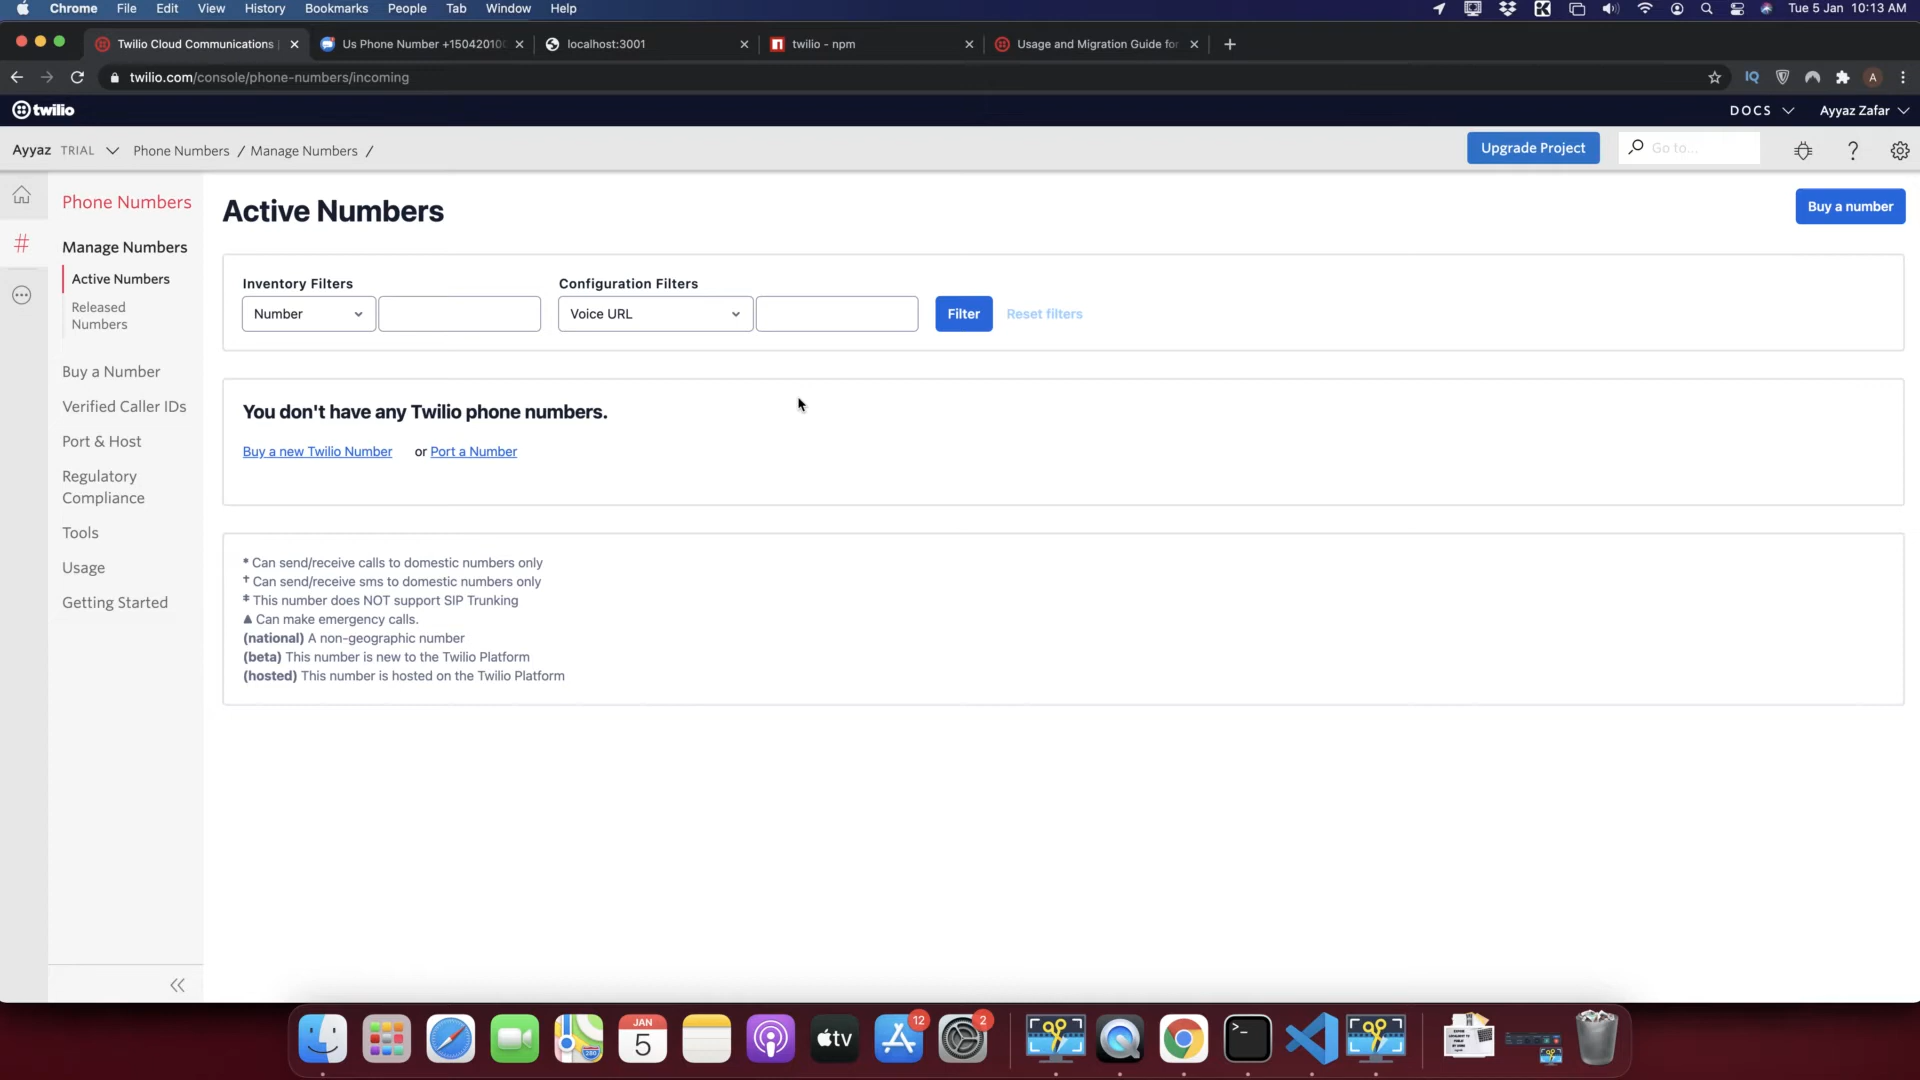 Chrome File Edit View History Bookmarks People Tab Window Help
Tue 5 Jan 10:13 AM
Twilio Cloud Communications
Us Phone Number +150420100
localhost:3001
twilio - npm
Usage and Migration Guide for
twilio.com/console/phone-numbers/incoming
IQ
A
twilio
DOCS
Ayyaz Zafar
Ayyaz TRIAL
Phone Numbers / Manage Numbers /
Upgrade Project
Go to...
Phone Numbers
Manage Numbers
Active Numbers
Released
Numbers
Buy a Number
Verified Caller IDs
Port & Host
Regulatory
Compliance
Tools
Usage
Getting Started
Active Numbers
Buy a number
Inventory Filters
Configuration Filters
Number
Voice URL
Filter
Reset filters
You don't have any Twilio phone numbers.
Buy a new Twilio Number or Port a Number
* Can send/receive calls to domestic numbers only
† Can send/receive sms to domestic numbers only
‡ This number does NOT support SIP Trunking
▲ Can make emergency calls.
(national) A non-geographic number
(beta) This number is new to the Twilio Platform
(hosted) This number is hosted on the Twilio Platform
280
JAN
5
tv
12
2